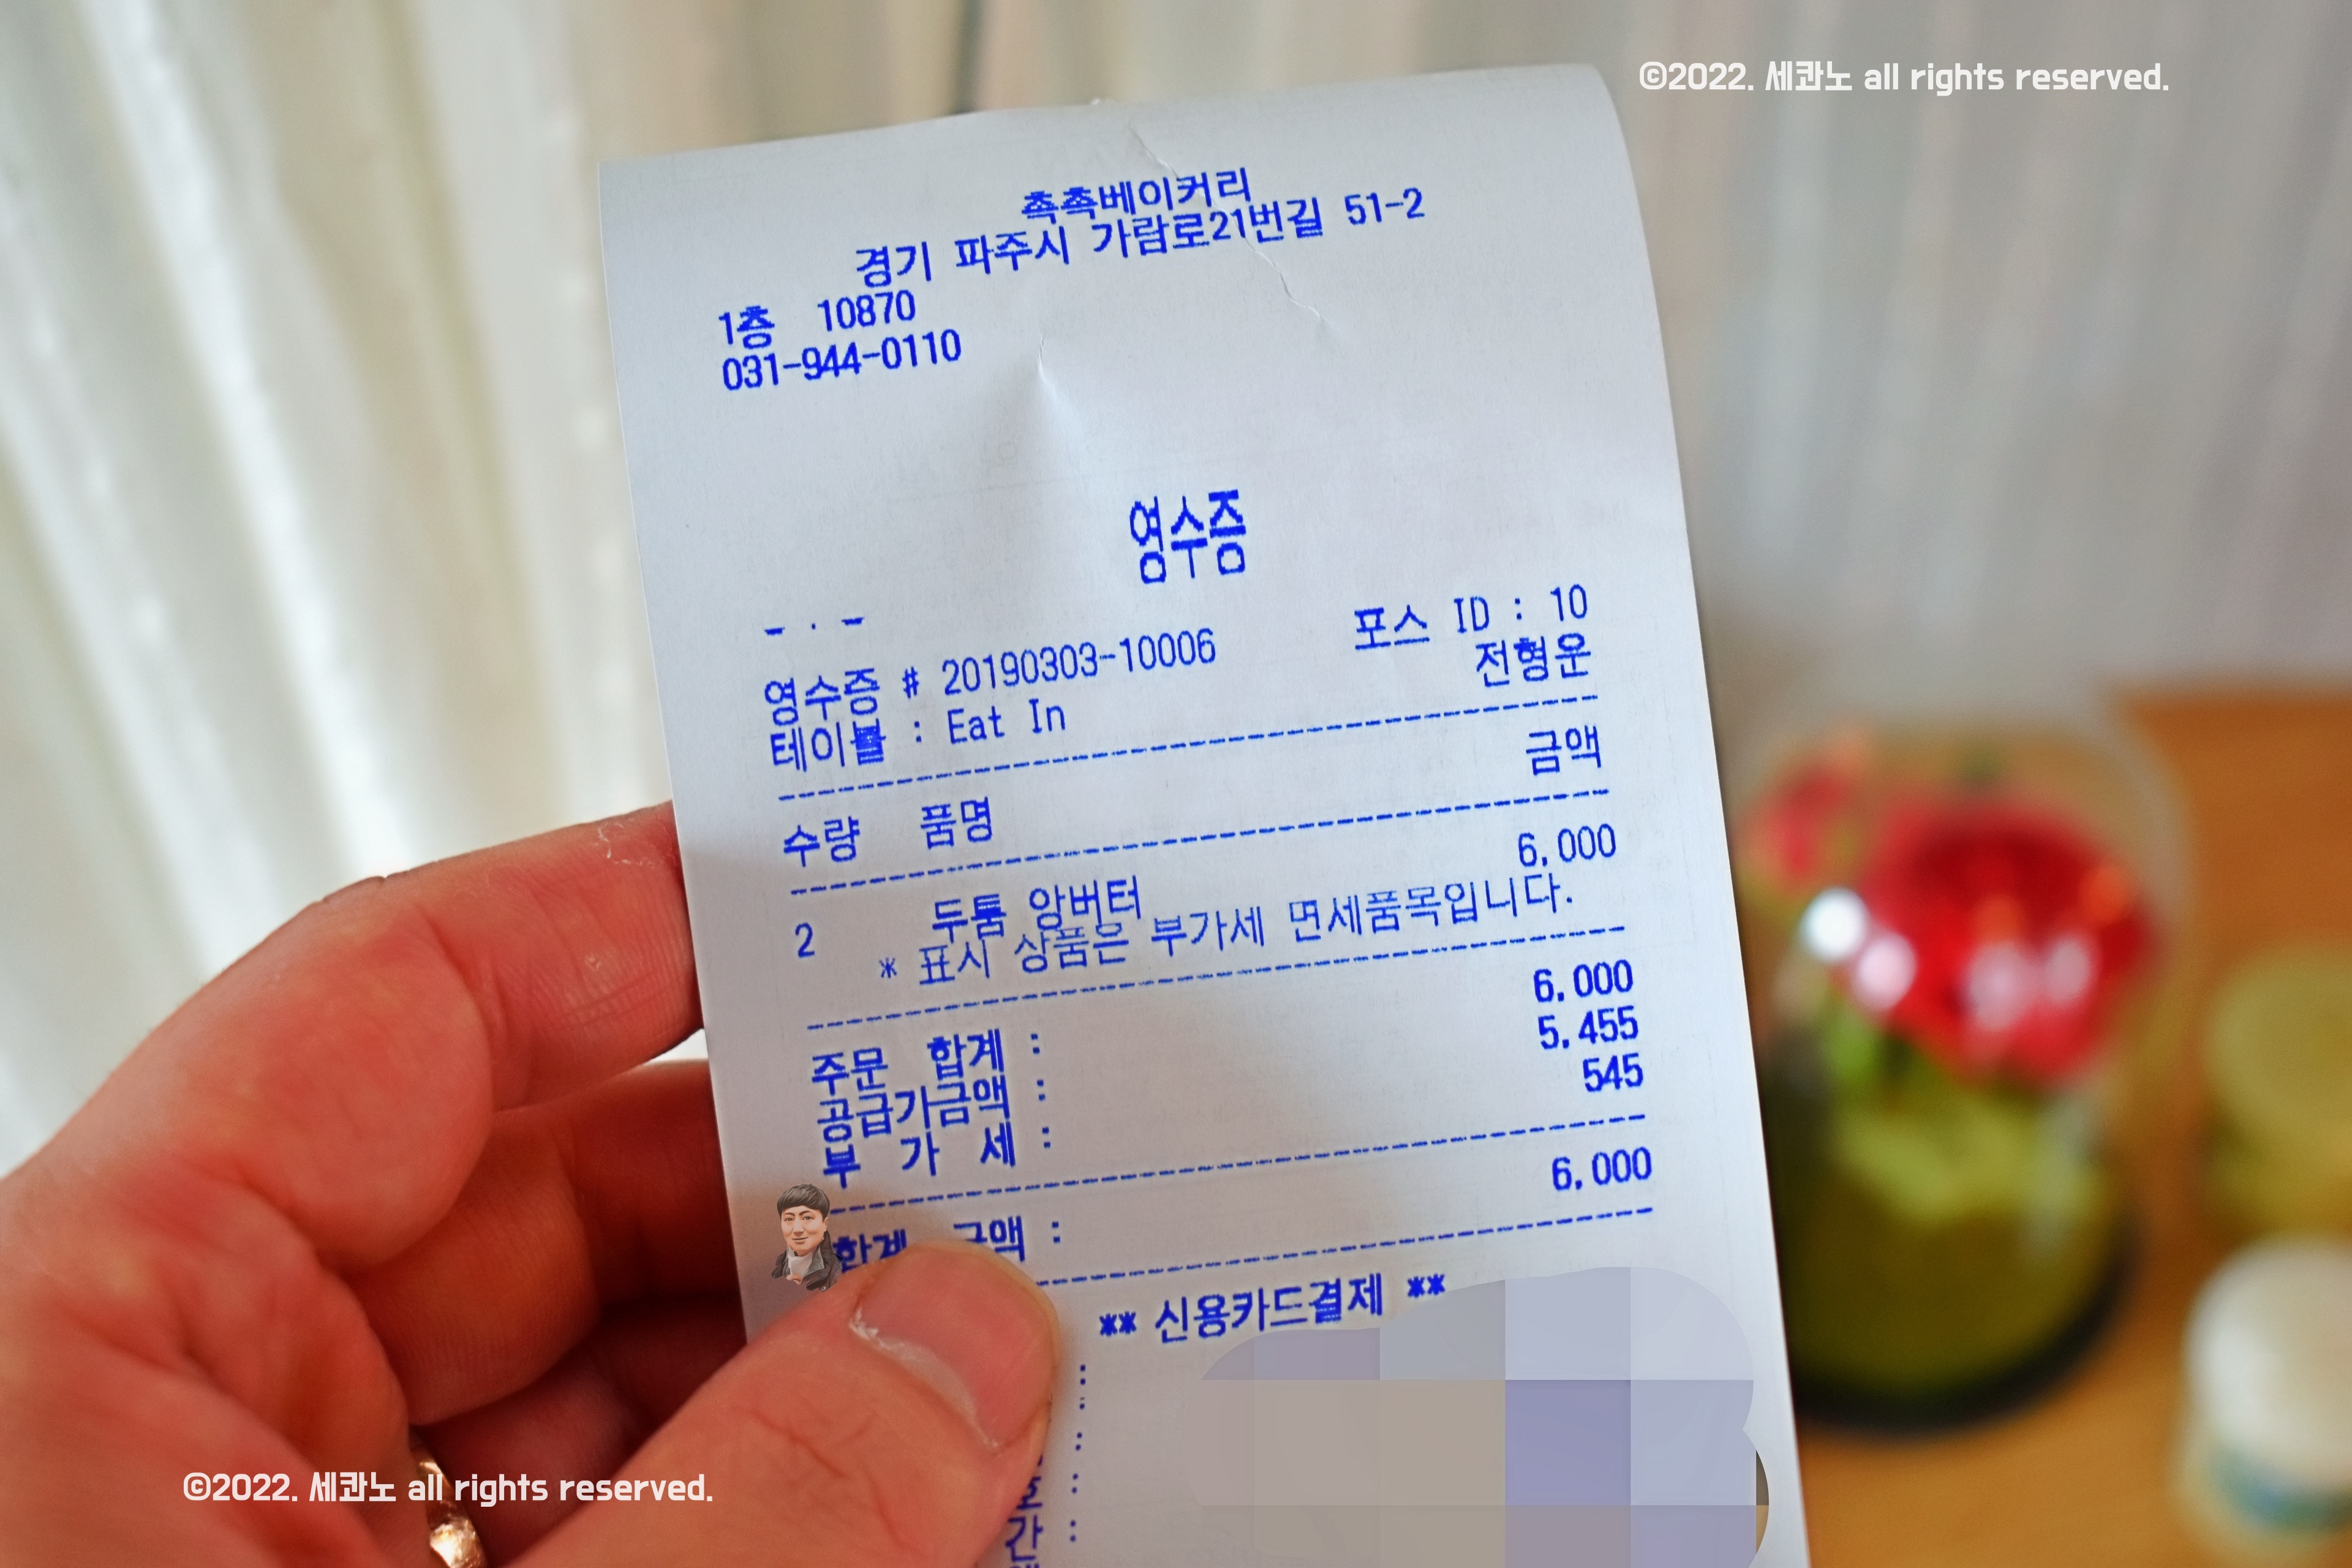 ©2022. 세콴노 all rights reserved.
촉촉베이커리
경기 파주시 가람로21번길 51-2
1층 10870
031-944-0110
영수증
- . -
영수증 # 20190303-10006 포스 ID : 10
테이블 : Eat In 전형운
수량 품명 금액
2 두툼 앙버터 6,000
* 표시 상품은 부가세 면세품목입니다.
주문 합계 : 6,000
공급가금액 : 5,455
부 가 세 : 545
합계 금액 : 6,000
** 신용카드결제 **
:
:
:
:
간 :
©2022. 세콴노 all rights reserved.